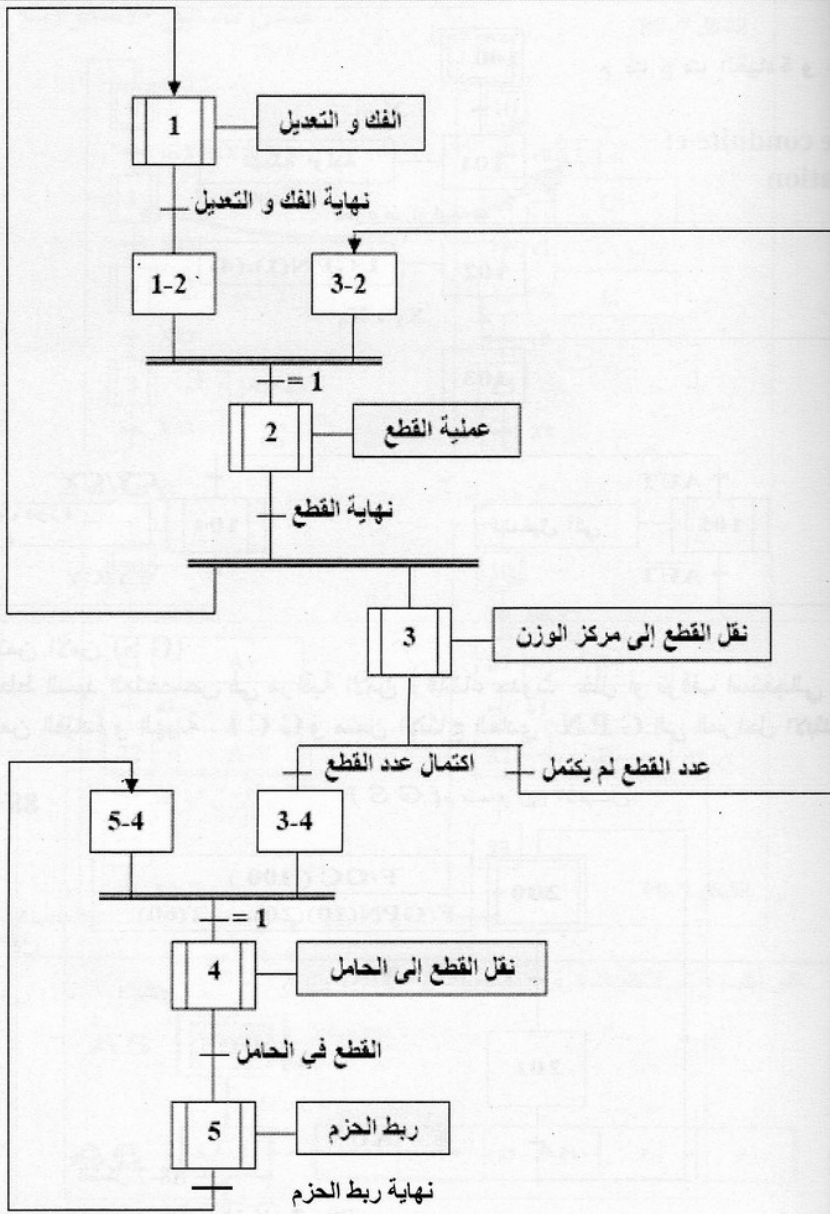 1
الفك و التعديل
نهاية الفك و التعديل
1-2
3-2
= 1
2
عملية القطع
نهاية القطع
3
نقل القطع إلى مركز الوزن
اكتمال عدد القطع
عدد القطع لم يكتمل
5-4
3-4
= 1
4
نقل القطع إلى الحامل
القطع في الحامل
5
ربط الحزم
نهاية ربط الحزم